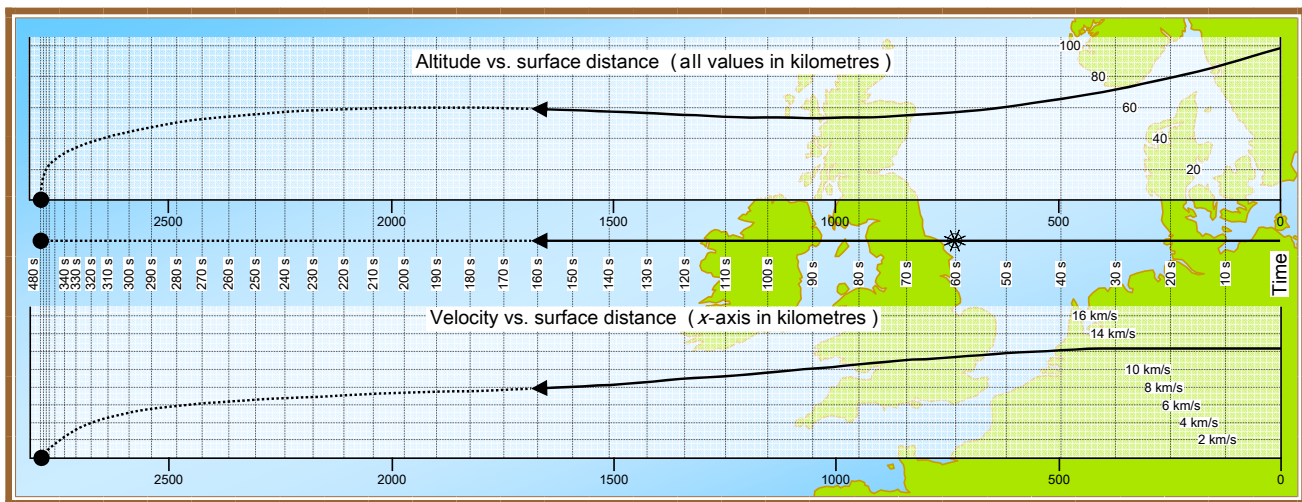 Altitude vs. surface distance (all values in kilometres)
100
80
60
40
20
2500 2000 1500 1000 500 0
480 s 340 s 330 s 320 s 310 s 300 s 290 s 280 s 270 s 260 s 250 s 240 s 230 s 220 s 210 s 200 s 190 s 180 s 170 s 160 s 150 s 140 s 130 s 120 s 110 s 100 s 90 s 80 s 70 s 60 s 50 s 40 s 30 s 20 s 10 s Time
Velocity vs. surface distance (x-axis in kilometres)
16 km/s
14 km/s
10 km/s
8 km/s
6 km/s
4 km/s
2 km/s
2500 2000 1500 1000 500 0